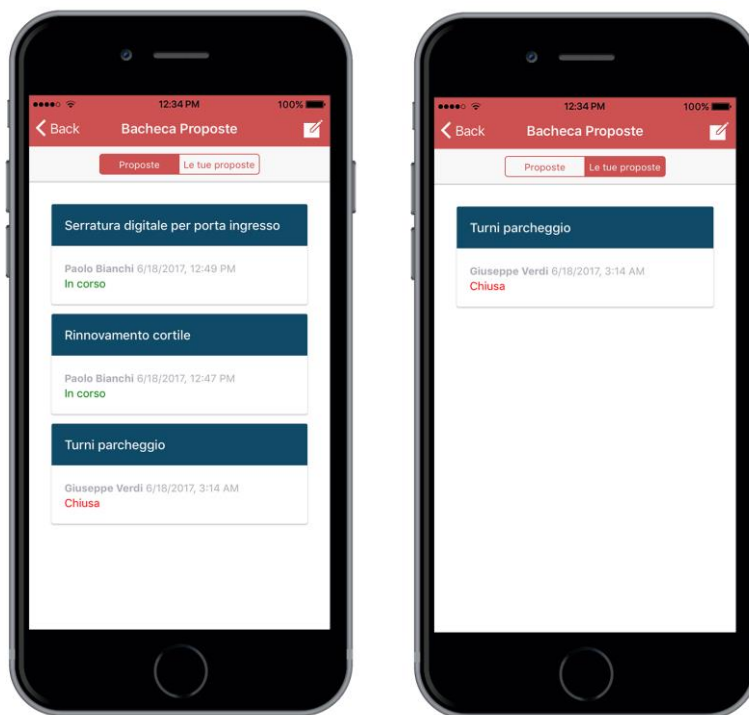 12:34 PM 100%
Back Bacheca Proposte
Proposte Le tue proposte
Serratura digitale per porta ingresso
Paolo Bianchi 6/18/2017, 12:49 PM
In corso
Rinnovamento cortile
Paolo Bianchi 6/18/2017, 12:47 PM
In corso
Turni parcheggio
Giuseppe Verdi 6/18/2017, 3:14 AM
Chiusa
12:34 PM 100%
Back Bacheca Proposte
Proposte Le tue proposte
Turni parcheggio
Giuseppe Verdi 6/18/2017, 3:14 AM
Chiusa